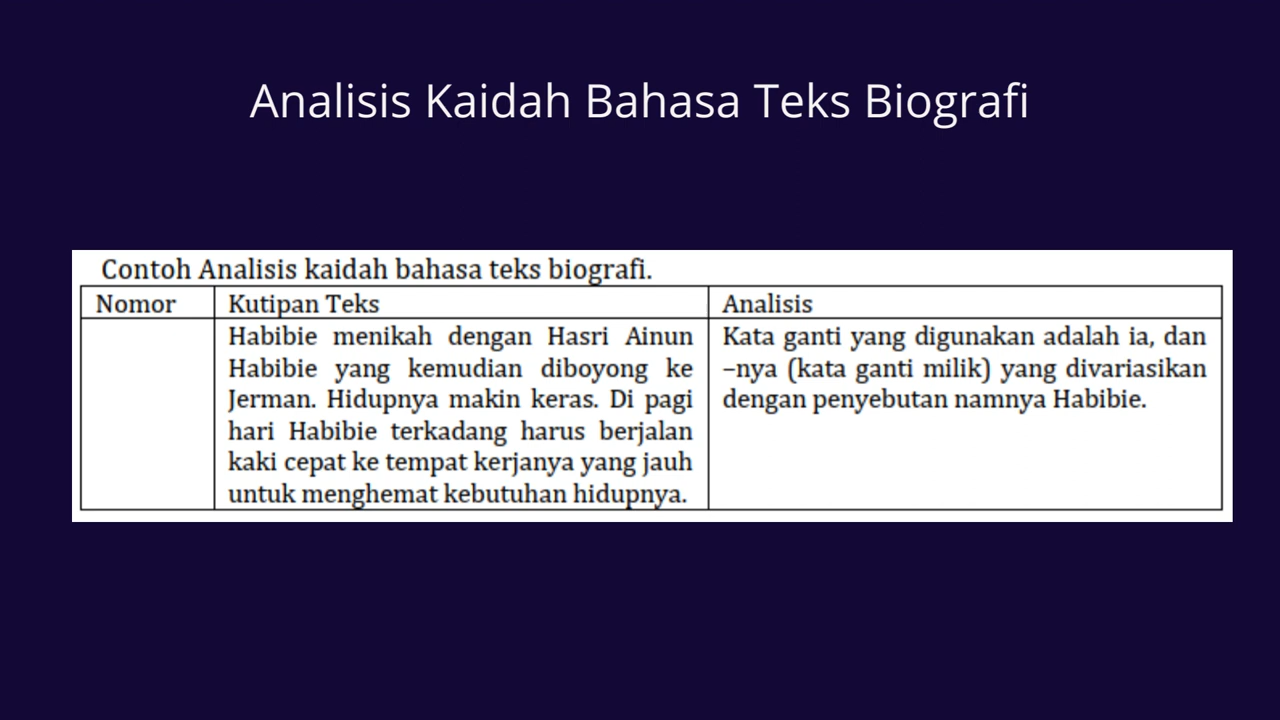 Analisis Kaidah Bahasa Teks Biografi
Contoh Analisis kaidah bahasa teks biografi.
Nomor Kutipan Teks Analisis
Habibie menikah dengan Hasri Ainun
Habibie yang kemudian diboyong ke
Jerman. Hidupnya makin keras. Di pagi
hari Habibie terkadang harus berjalan
kaki cepat ke tempat kerjanya yang jauh
untuk menghemat kebutuhan hidupnya.
Kata ganti yang digunakan adalah ia, dan
–nya (kata ganti milik) yang divariasikan
dengan penyebutan namnya Habibie.